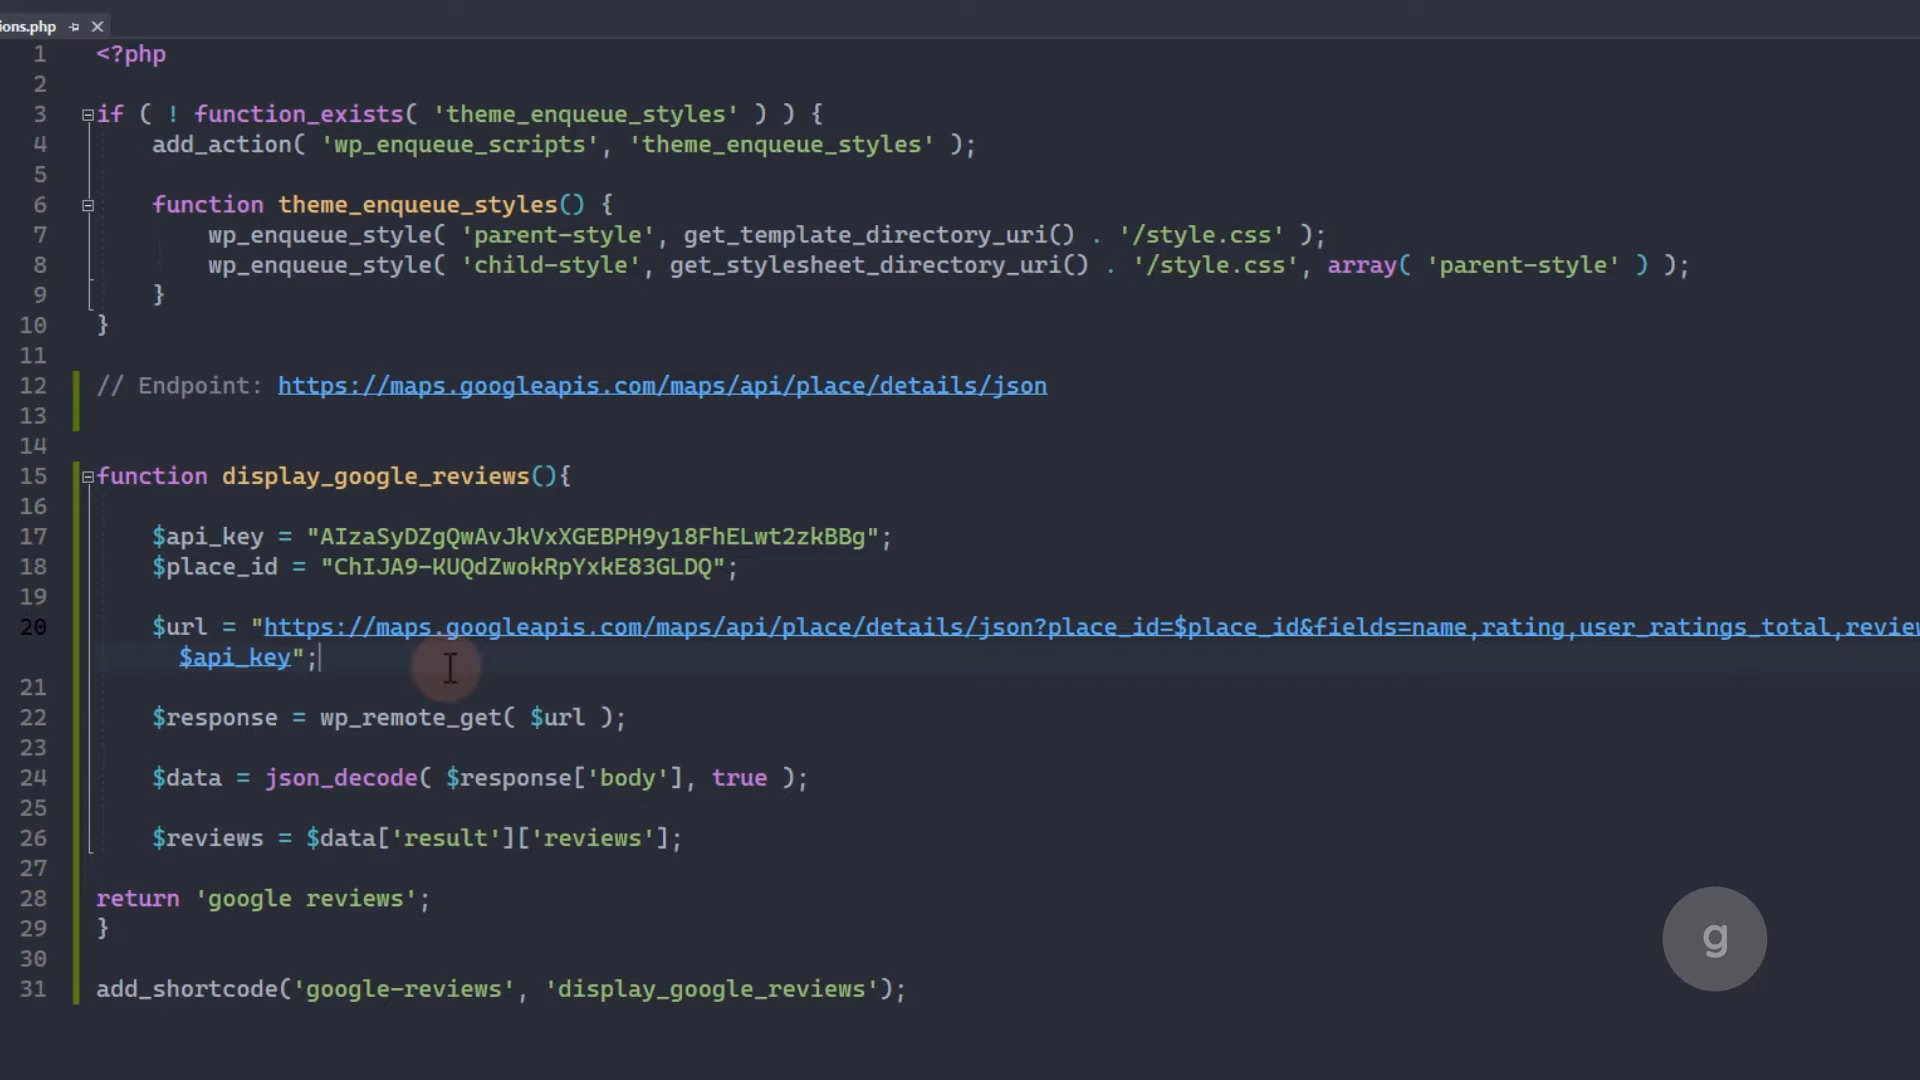 ions.php
1 <?php
2
3 if ( ! function_exists( 'theme_enqueue_styles' ) ) {
4 add_action( 'wp_enqueue_scripts', 'theme_enqueue_styles' );
5
6 function theme_enqueue_styles() {
7 wp_enqueue_style( 'parent-style', get_template_directory_uri() . '/style.css' );
8 wp_enqueue_style( 'child-style', get_stylesheet_directory_uri() . '/style.css', array( 'parent-style' ) );
9 }
10 }
11
12 // Endpoint: https://maps.googleapis.com/maps/api/place/details/json
13
14
15 function display_google_reviews(){
16
17 $api_key = "AIzaSyDZgQwAvJkVxXGEBPH9y18FhELwt2zkBBg";
18 $place_id = "ChIJA9-KUQdZwokRpYxkE83GLDQ";
19
20 $url = "https://maps.googleapis.com/maps/api/place/details/json?place_id=$place_id&fields=name,rating,user_ratings_total,review
$api_key";
21
22 $response = wp_remote_get( $url );
23
24 $data = json_decode( $response['body'], true );
25
26 $reviews = $data['result']['reviews'];
27
28 return 'google reviews';
29 }
30
31 add_shortcode('google-reviews', 'display_google_reviews');
g